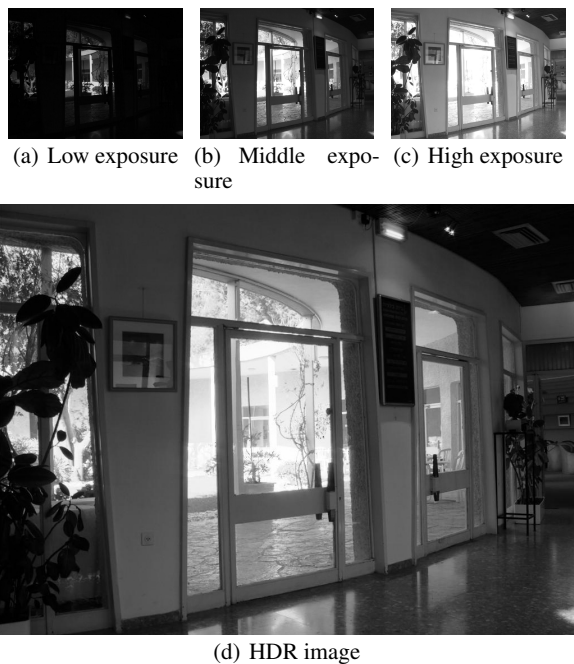 (a) Low exposure
(b) Middle expo-
sure
(c) High exposure
(d) HDR image